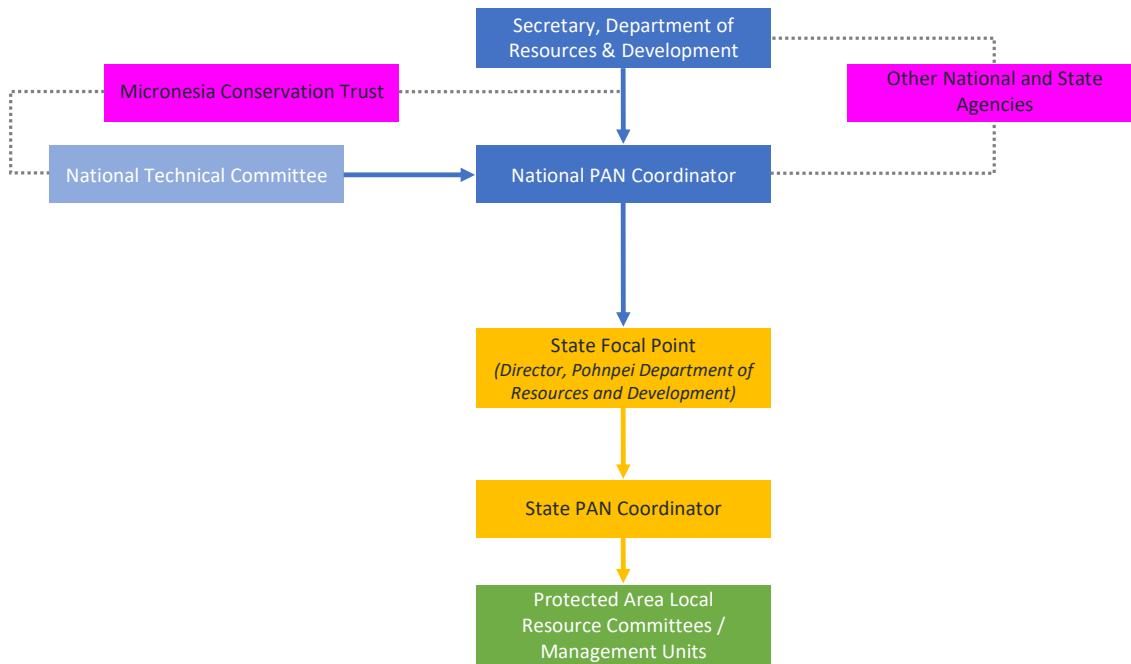 Secretary, Department of
Resources & Development
Micronesia Conservation Trust
Other National and State
Agencies
National Technical Committee
National PAN Coordinator
State Focal Point
(Director, Pohnpei Department of
Resources and Development)
State PAN Coordinator
Protected Area Local
Resource Committees /
Management Units